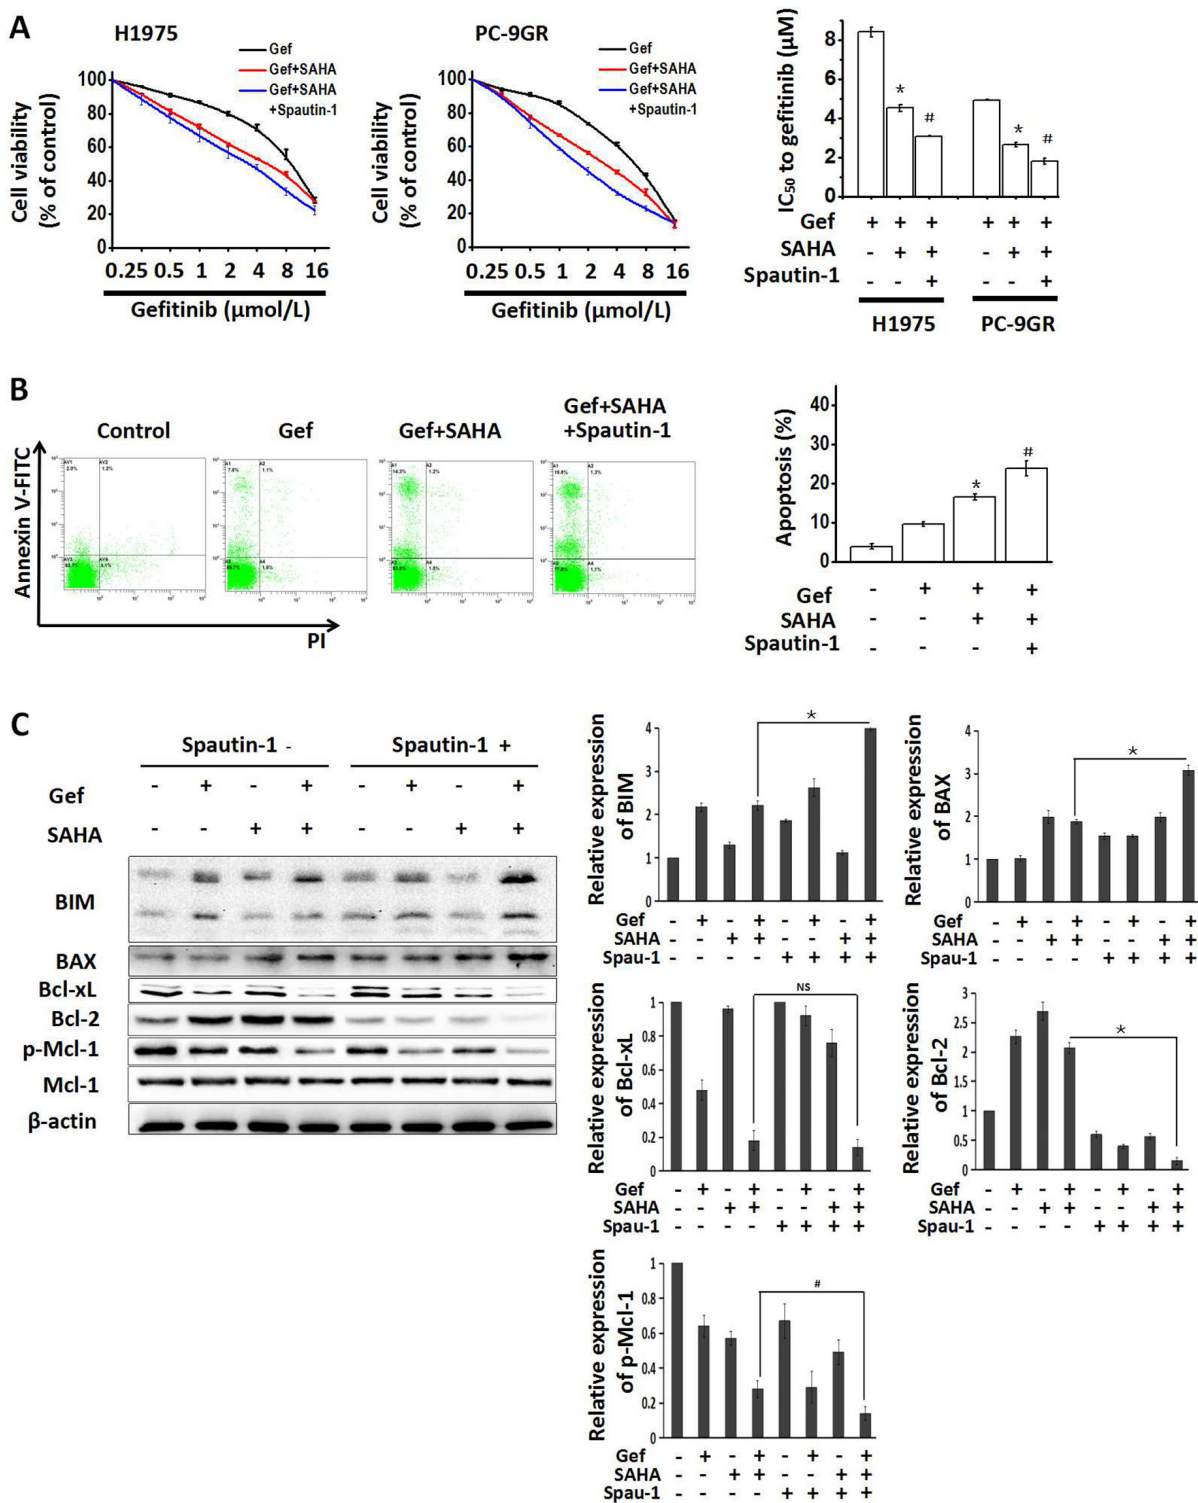 A
H1975
Gef
Gef+SAHA
Gef+SAHA
+Spautin-1
Cell viability
(% of control)
100
80
60
40
20
0
0.25 0.5 1 2 4 8 16
Gefitinib (μmol/L)
PC-9GR
Gef
Gef+SAHA
Gef+SAHA
+Spautin-1
Cell viability
(% of control)
100
80
60
40
20
0
0.25 0.5 1 2 4 8 16
Gefitinib (μmol/L)
IC50 to gefitinib (μM)
8
6
4
2
0
* # * #
Gef + + + + + +
SAHA - + + - + +
Spautin-1 - - + - - +
H1975 PC-9GR
B
Annexin V-FITC
PI
Control
Gef
Gef+SAHA
Gef+SAHA
+Spautin-1
Apoptosis (%)
40
30
20
10
0
* #
Gef - + + +
SAHA - - + +
Spautin-1 - - - +
C
Spautin-1 - Spautin-1 +
Gef - + - + - + - +
SAHA - - + + - - + +
BIM
BAX
Bcl-xL
Bcl-2
p-Mcl-1
Mcl-1
β-actin
Relative expression
of BIM
4
3
2
1
0
*
Gef - + - + - + - +
SAHA - - + + - - + +
Spau-1 - - - - + + + +
Relative expression
of BAX
4
3
2
1
0
*
Gef - + - + - + - +
SAHA - - + + - - + +
Spau-1 - - - - + + + +
Relative expression
of Bcl-xL
1
0.8
0.6
0.4
0.2
0
NS
Gef - + - + - + - +
SAHA - - + + - - + +
Spau-1 - - - - + + + +
Relative expression
of Bcl-2
3
2.5
2
1.5
1
0.5
0
*
Gef - + - + - + - +
SAHA - - + + - - + +
Spau-1 - - - - + + + +
Relative expression
of p-Mcl-1
1
0.8
0.6
0.4
0.2
0
#
Gef - + - + - + - +
SAHA - - + + - - + +
Spau-1 - - - - + + + +